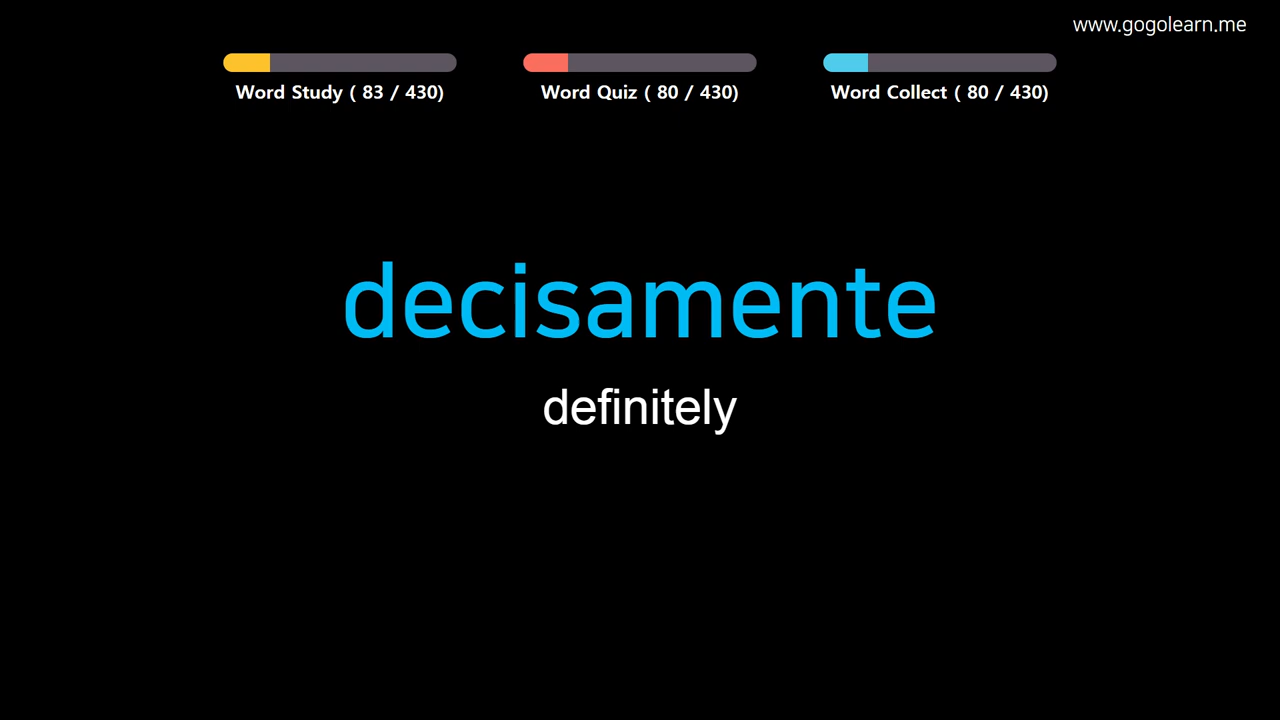 www.gogolearn.me
Word Study ( 83 / 430)
Word Quiz ( 80 / 430)
Word Collect ( 80 / 430)
decisamente
definitely